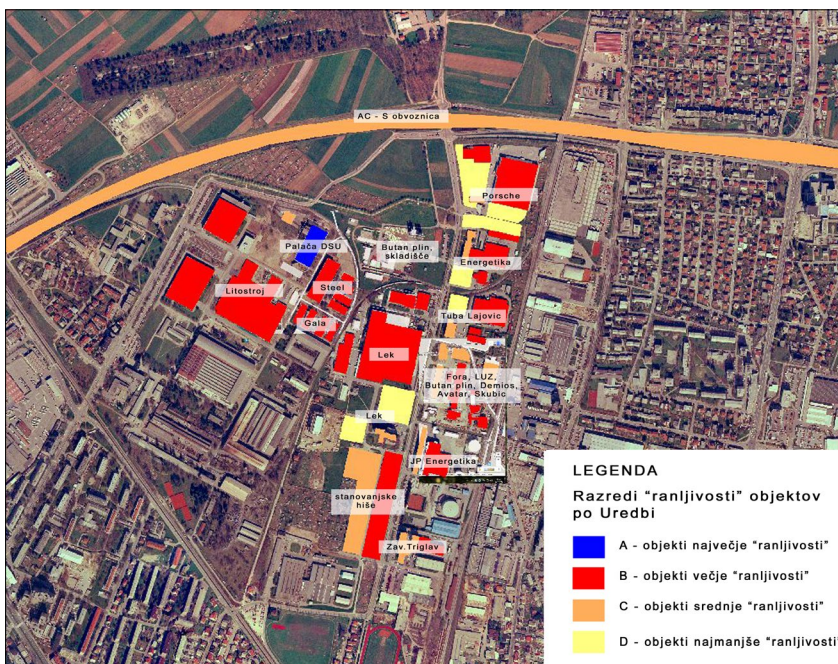 AC - S obvoznica
Porsche
Palača DSU
Butan plin,
skladišče
Energetika
Litostroj
Steel
Gala
Tuba Lajovic
Lek
Fora, LUZ,
Butan plin, Demios,
Avatar, Skubic
Lek
JP Energetika
stanovanjske
hiše
Zav.Triglav
LEGENDA
Razredi “ranljivosti” objektov
po Uredbi
A - objekti največje “ranljivosti”
B - objekti večje “ranljivosti”
C - objekti srednje “ranljivosti”
D - objekti najmanjše “ranljivosti”